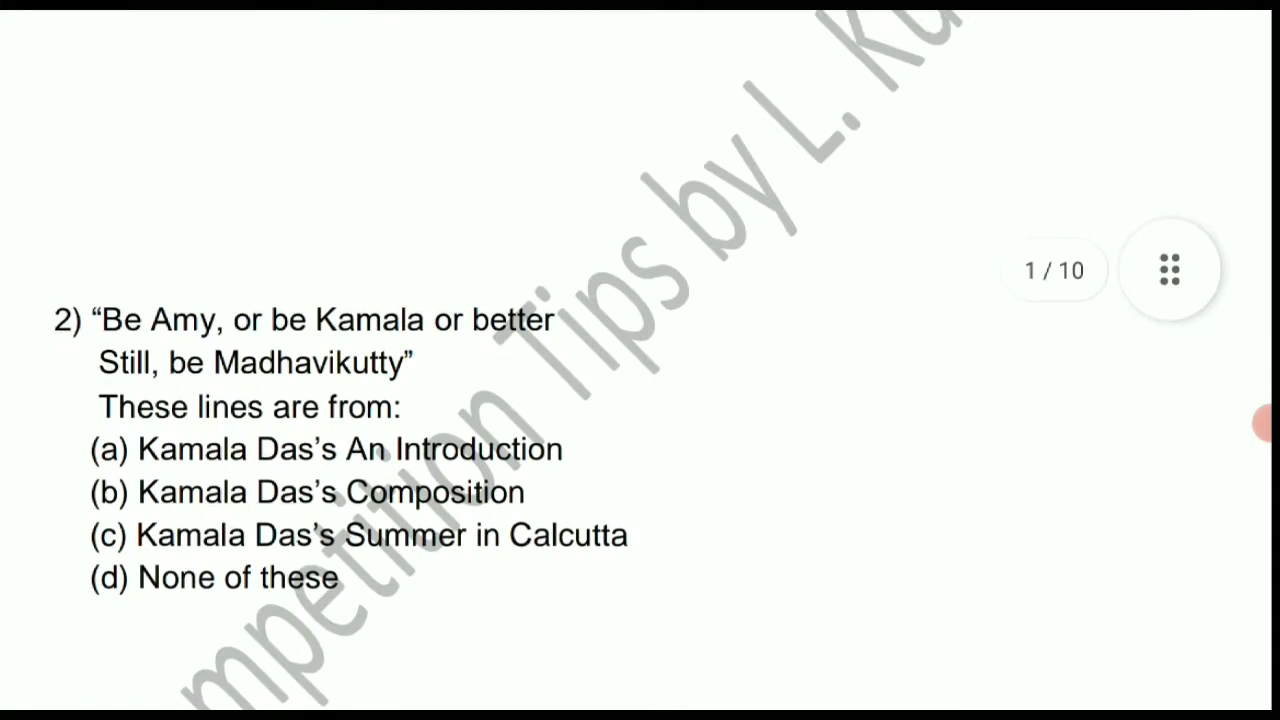 mpetition Tips by L. Ku
1 / 10
2) “Be Amy, or be Kamala or better
Still, be Madhavikutty”
These lines are from:
(a) Kamala Das’s An Introduction
(b) Kamala Das’s Composition
(c) Kamala Das’s Summer in Calcutta
(d) None of these